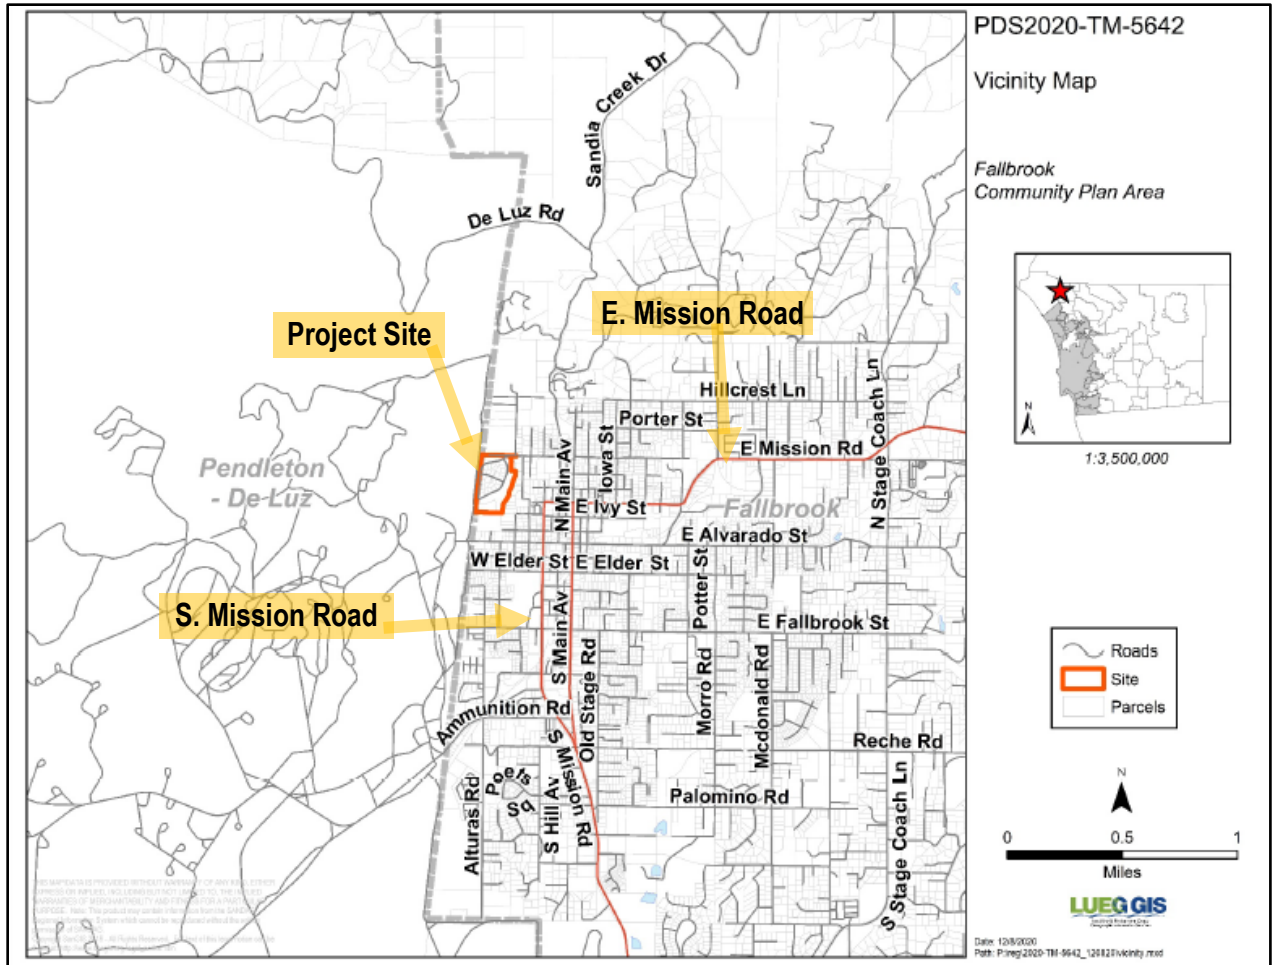 PDS2020-TM-5642
Vicinity Map
Fallbrook
Community Plan Area
N
1:3,500,000
Roads
Site
Parcels
N
0 0.5 1
Miles
LUEG GIS
Date: 12/8/2020
Sandia Creek Dr
De Luz Rd
Project Site
E. Mission Road
Hillcrest Ln
Porter St
N Stage Coach Ln
Iowa St
N Main Av
E Mission Rd
Pendleton
- De Luz
Fallbrook
E Ivy St
E Alvarado St
W Elder St
E Elder St
Potter St
S. Mission Road
S Main Av
E Fallbrook St
Old Stage Rd
Morro Rd
Mcdonald Rd
Ammunition Rd
S Mission Rd
Reche Rd
Alturas Rd
Poets
Sq
S Hill Av
Palomino Rd
S Stage Coach Ln